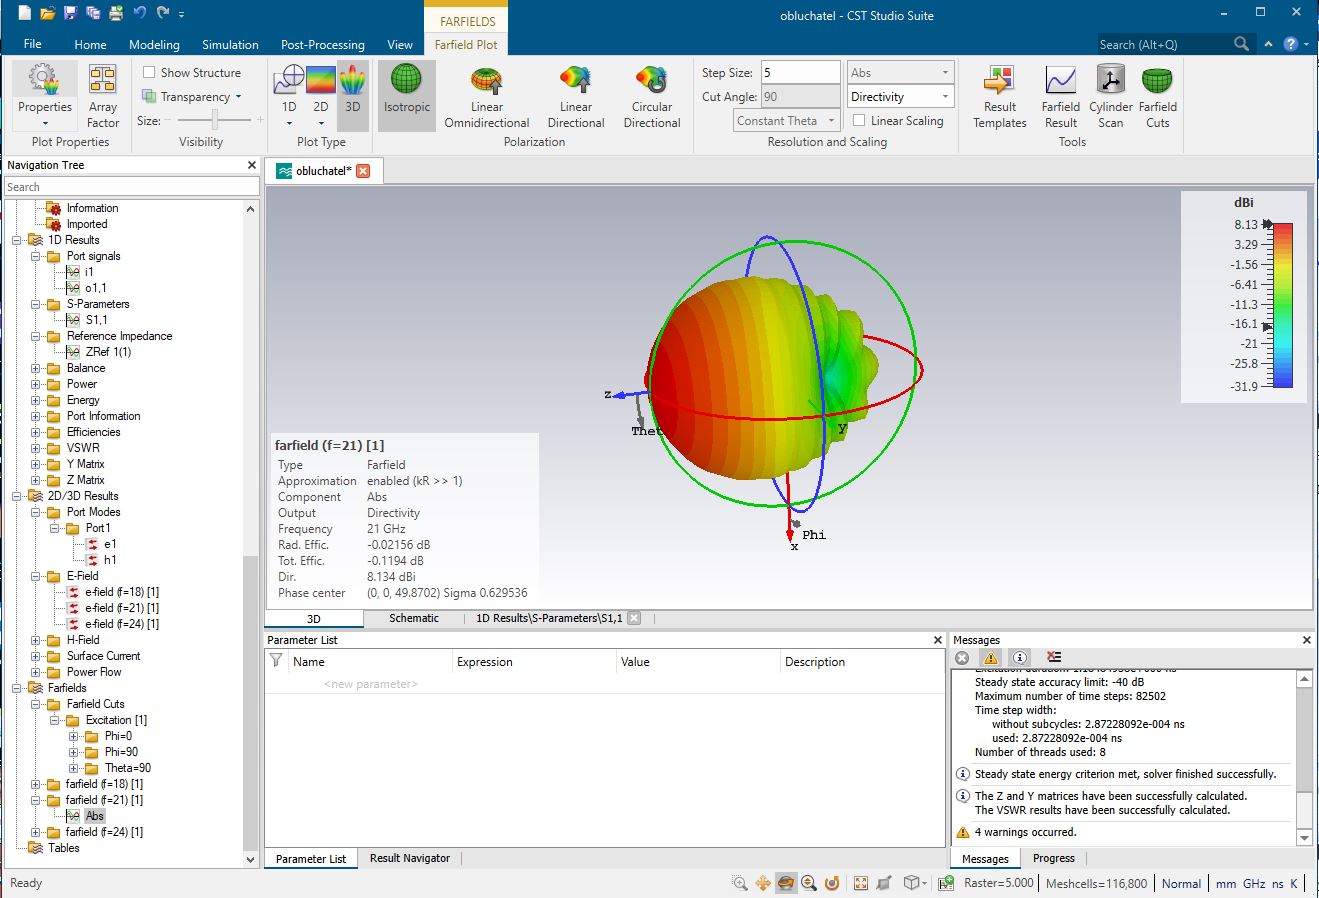 FARFIELDS
obluchatel - CST Studio Suite
File Home Modeling Simulation Post-Processing View Farfield Plot Search (Alt+Q)
Properties
Array
Factor
Plot Properties
Show Structure
Transparency
Size:
Visibility
1D 2D 3D
Plot Type
Isotropic
Linear
Omnidirectional
Linear
Directional
Circular
Directional
Polarization
Step Size: 5 Abs
Cut Angle: 90 Directivity
Constant Theta Linear Scaling
Resolution and Scaling
Result
Templates
Farfield
Result
Cylinder
Scan
Farfield
Cuts
Tools
Navigation Tree
Search
Information
Imported
1D Results
Port signals
i1
o1,1
S-Parameters
S1,1
Reference Impedance
ZRef 1(1)
Balance
Power
Energy
Port Information
Efficiencies
VSWR
Y Matrix
Z Matrix
2D/3D Results
Port Modes
Port1
e1
h1
E-Field
e-field (f=18) [1]
e-field (f=21) [1]
e-field (f=24) [1]
H-Field
Surface Current
Power Flow
Farfields
Farfield Cuts
Excitation [1]
Phi=0
Phi=90
Theta=90
farfield (f=18) [1]
farfield (f=21) [1]
Abs
farfield (f=24) [1]
Tables
obluchatel*
dBi
8.13
3.29
-1.56
-6.41
-11.3
-16.1
-21
-25.8
-31.9
z
Thet
y
Phi
x
farfield (f=21) [1]
Type Farfield
Approximation enabled (kR >> 1)
Component Abs
Output Directivity
Frequency 21 GHz
Rad. Effic. -0.02156 dB
Tot. Effic. -0.1194 dB
Dir. 8.134 dBi
Phase center (0, 0, 49.8702) Sigma 0.629536
3D Schematic 1D Results\S-Parameters\S1,1
Parameter List
Name Expression Value Description
<new parameter>
Parameter List Result Navigator
Messages
Steady state accuracy limit: -40 dB
Maximum number of time steps: 82502
Time step width:
without subcycles: 2.87228092e-004 ns
used: 2.87228092e-004 ns
Number of threads used: 8
Steady state energy criterion met, solver finished successfully.
The Z and Y matrices have been successfully calculated.
The VSWR results have been successfully calculated.
4 warnings occurred.
Messages Progress
Ready Raster=5.000 Meshcells=116,800 Normal mm GHz ns K